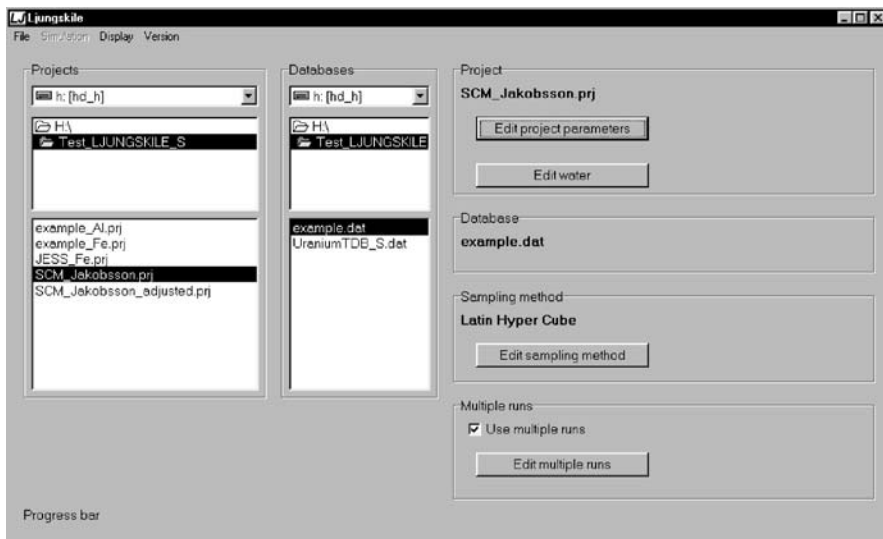 Ljungskile
File Simulation Display Version
Projects
h: [hd_h]
H:\
Test_LJUNGSKILE_S
example_Al.prj
example_Fe.prj
JESS_Fe.prj
SCM_Jakobsson.prj
SCM_Jakobsson_adjusted.prj
Databases
h: [hd_h]
H:\
Test_LJUNGSKILE
example.dat
UraniumTDB_S.dat
Project
SCM_Jakobsson.prj
Edit project parameters
Edit water
Database
example.dat
Sampling method
Latin Hyper Cube
Edit sampling method
Multiple runs
Use multiple runs
Edit multiple runs
Progress bar